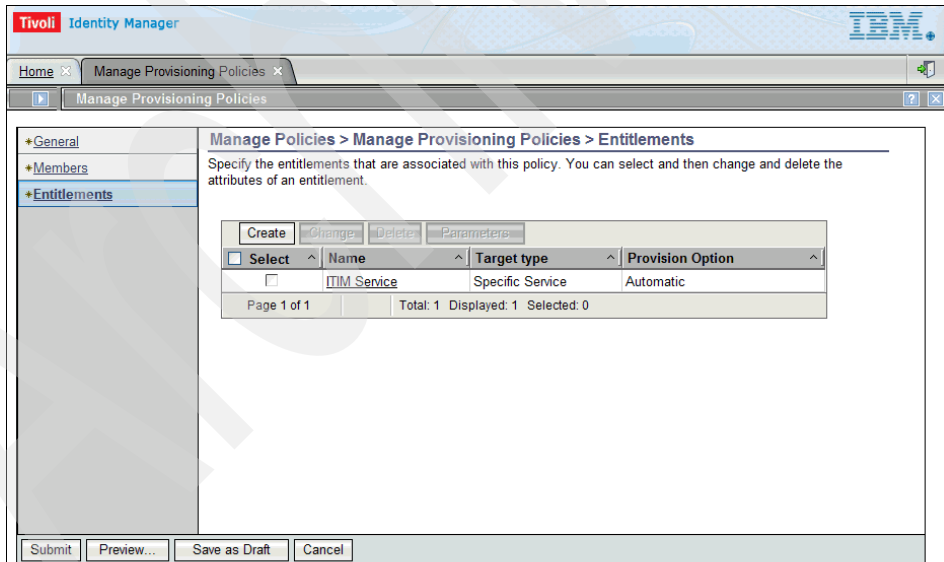 Tivoli Identity Manager
IBM.
Home Manage Provisioning Policies
Manage Provisioning Policies
General
Members
Entitlements
Manage Policies > Manage Provisioning Policies > Entitlements
Specify the entitlements that are associated with this policy. You can select and then change and delete the
attributes of an entitlement.
Create Change Delete Parameters
Select Name Target type Provision Option
ITIM Service Specific Service Automatic
Page 1 of 1 Total: 1 Displayed: 1 Selected: 0
Submit Preview... Save as Draft Cancel